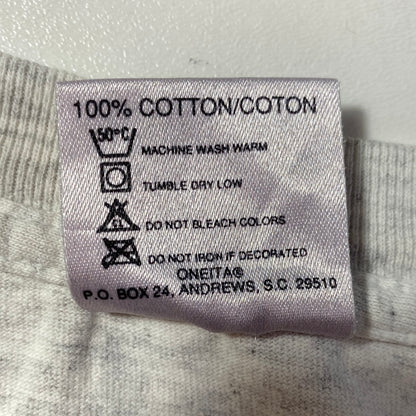 100% COTTON/COTON
50°C MACHINE WASH WARM
TUMBLE DRY LOW
CL DO NOT BLEACH COLORS
DO NOT IRON IF DECORATED
ONEITA®
P.O. BOX 24, ANDREWS, S.C. 29510